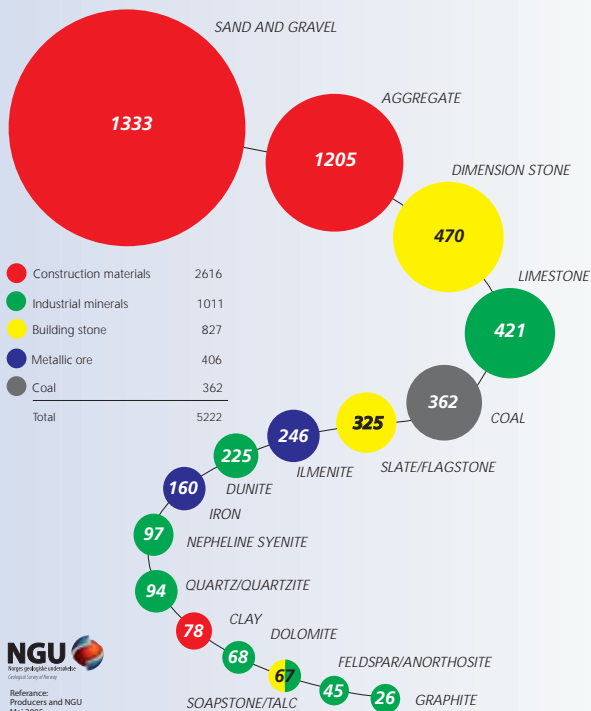 SAND AND GRAVEL
1333
AGGREGATE
1205
DIMENSION STONE
470
LIMESTONE
421
Construction materials 2616
Industrial minerals 1011
Building stone 827
Metallic ore 406
Coal 362
Total 5222
362
COAL
325
SLATE/FLAGSTONE
246
ILMENITE
225
DUNITE
160
IRON
97
NEPHELINE SYENITE
94
QUARTZ/QUARTZITE
78
CLAY
68
DOLOMITE
67
SOAPSTONE/TALC
45
FELDSPAR/ANORTHOSITE
26
GRAPHITE
NGU
Norges geologiske undersøkelse
Geological Survey of Norway
Referance:
Producers and NGU